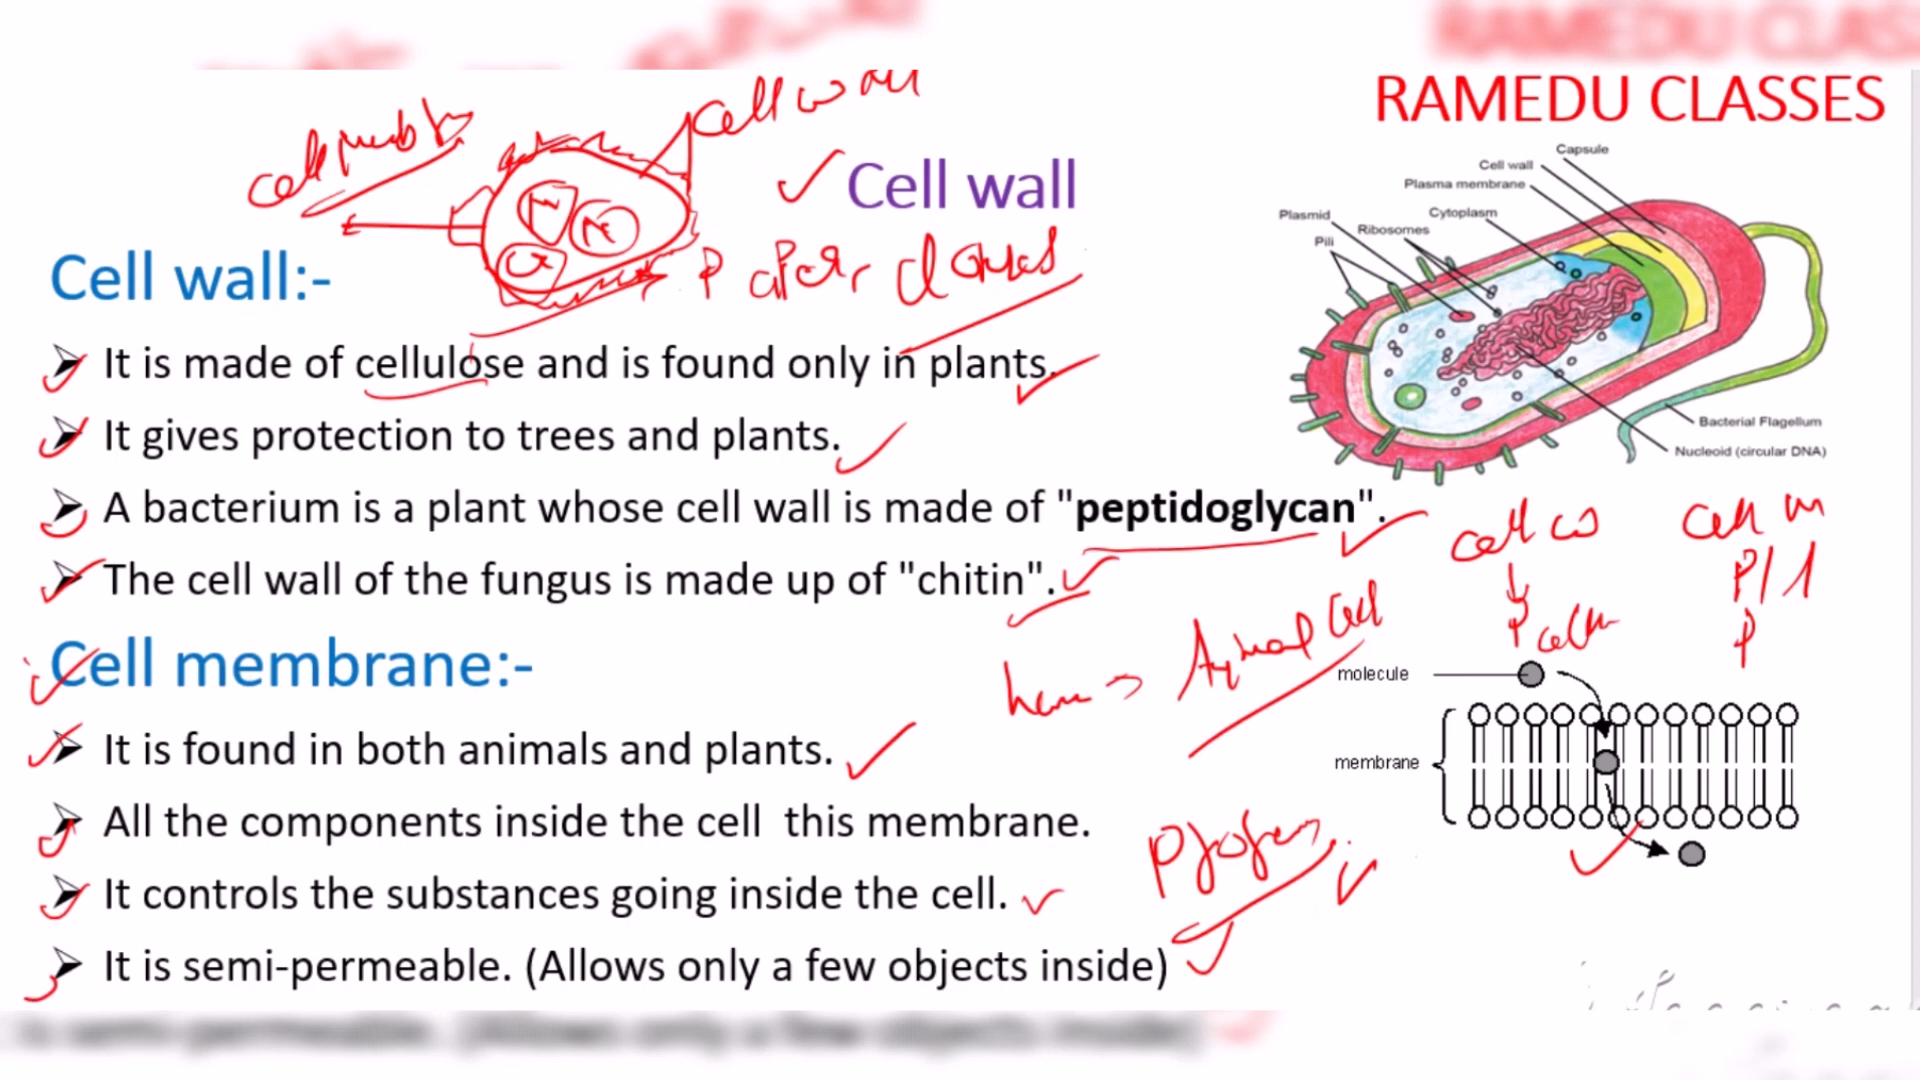 RAMEDU CLASSES
Cell wall
cell wall
Cell wall:-
It is made of cellulose and is found only in plants.
It gives protection to trees and plants.
A bacterium is a plant whose cell wall is made of "peptidoglycan".
The cell wall of the fungus is made up of "chitin".
Cell membrane:-
It is found in both animals and plants.
All the components inside the cell  this membrane.
It controls the substances going inside the cell.
It is semi-permeable. (Allows only a few objects inside)
Capsule
Cell wall
Plasma membrane
Cytoplasm
Plasmid
Ribosomes
Pili
Bacterial Flagellum
Nucleoid (circular DNA)
cell w
cell m
Animal Cell
molecule
membrane